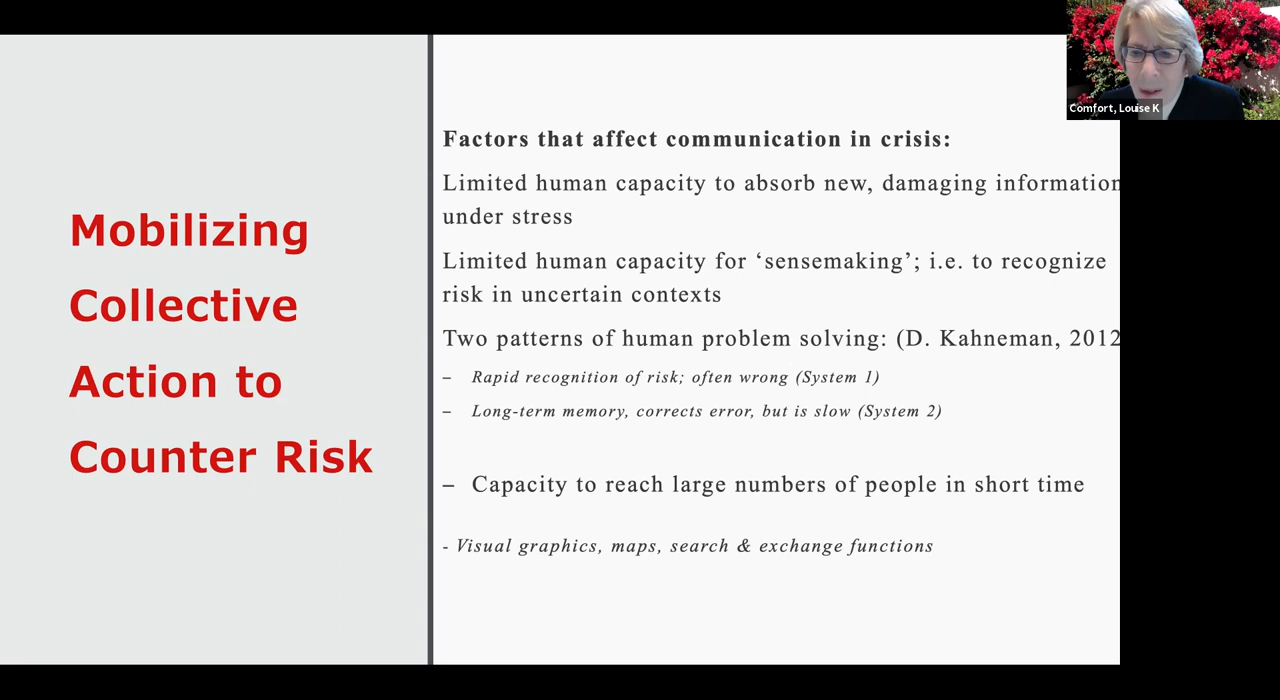 Comfort, Louise K
Mobilizing
Collective
Action to
Counter Risk
Factors that affect communication in crisis:
Limited human capacity to absorb new, damaging information
under stress
Limited human capacity for ‘sensemaking’; i.e. to recognize
risk in uncertain contexts
Two patterns of human problem solving: (D. Kahneman, 2012
– Rapid recognition of risk; often wrong (System 1)
– Long-term memory, corrects error, but is slow (System 2)
– Capacity to reach large numbers of people in short time
- Visual graphics, maps, search & exchange functions